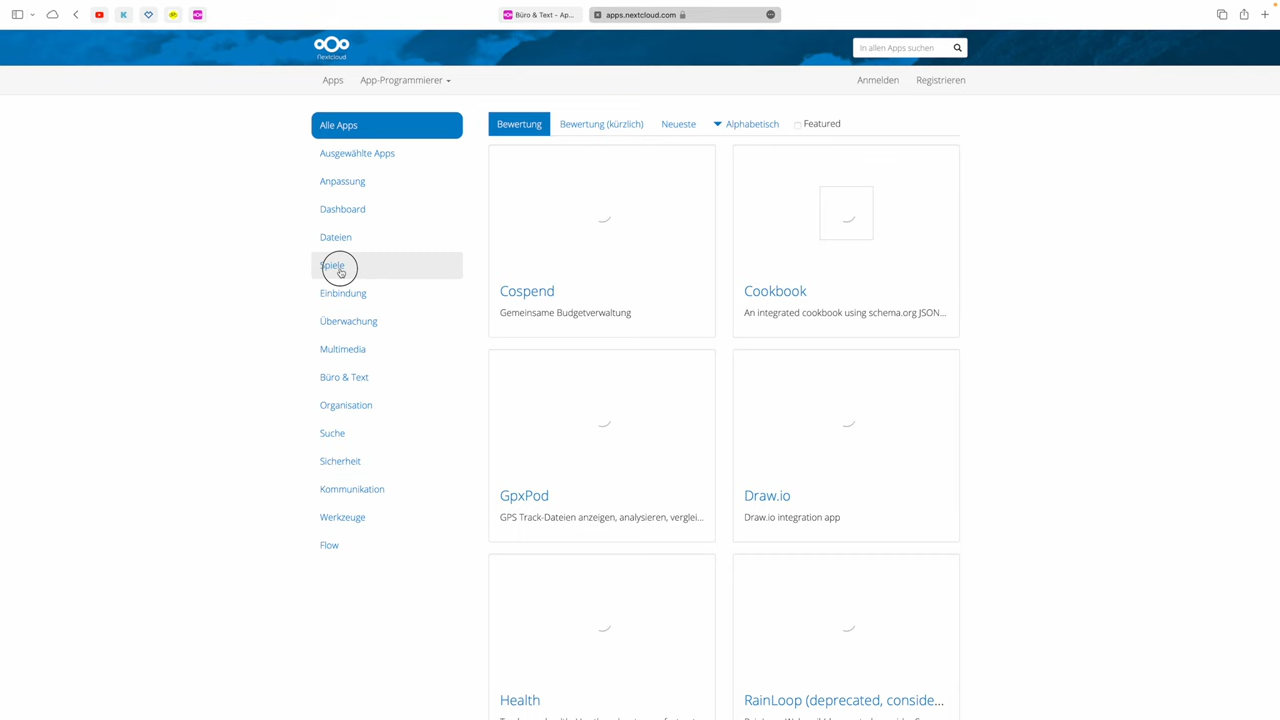 Büro & Text - Ap...
apps.nextcloud.com
Nextcloud
In allen Apps suchen
Apps
App-Programmierer
Anmelden
Registrieren
Alle Apps
Ausgewählte Apps
Anpassung
Dashboard
Dateien
Spiele
Einbindung
Überwachung
Multimedia
Büro & Text
Organisation
Suche
Sicherheit
Kommunikation
Werkzeuge
Flow
Bewertung
Bewertung (kürzlich)
Neueste
Alphabetisch
Featured
Cospend
Gemeinsame Budgetverwaltung
Cookbook
An integrated cookbook using schema.org JSON...
GpxPod
GPS Track-Dateien anzeigen, analysieren, verglei...
Draw.io
Draw.io integration app
Health
RainLoop (deprecated, conside...